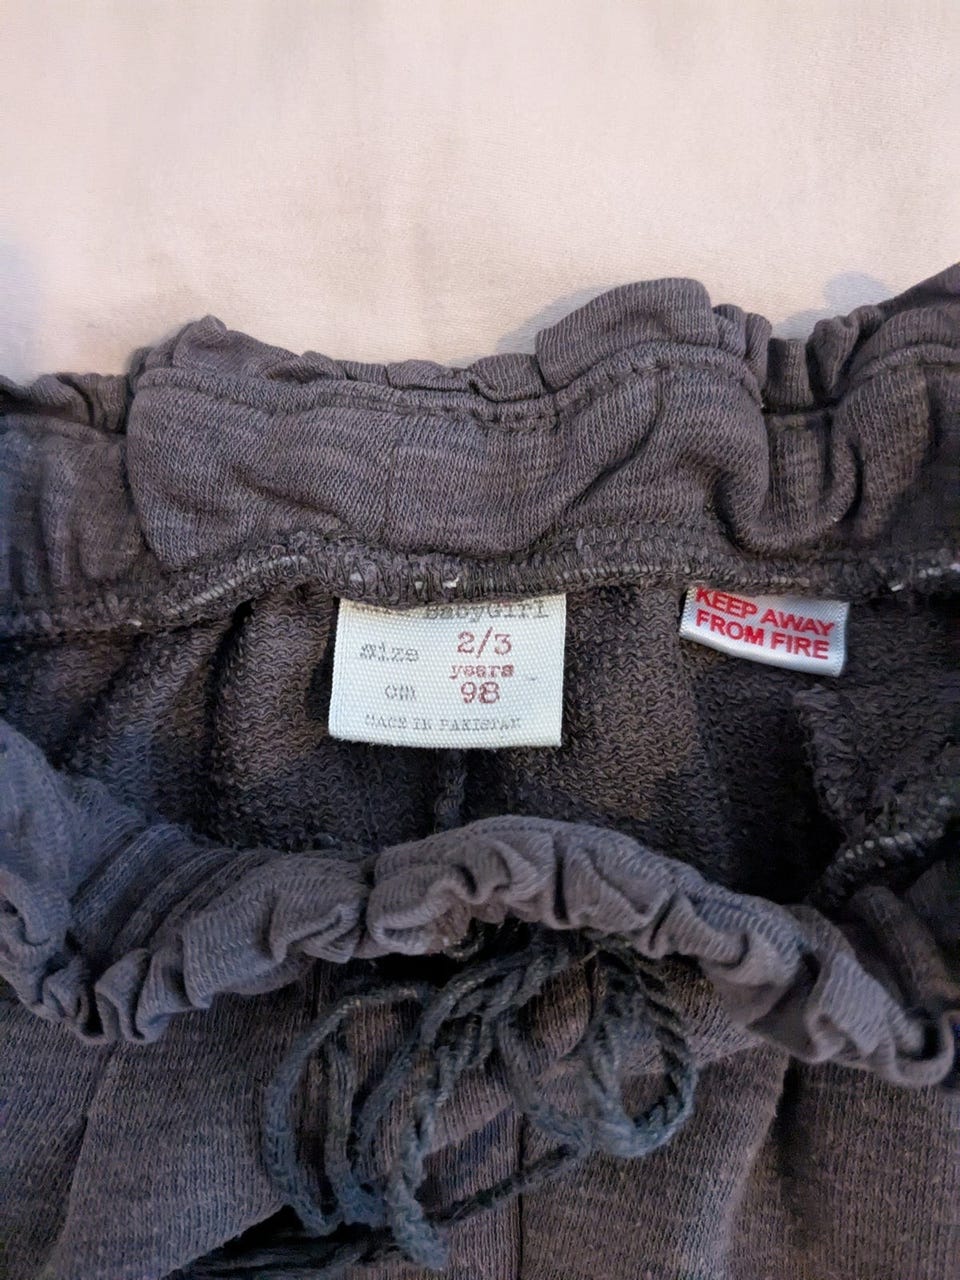 BabyGirl
size 2/3
years
cm 98
MADE IN PAKISTAN
KEEP AWAY
FROM FIRE